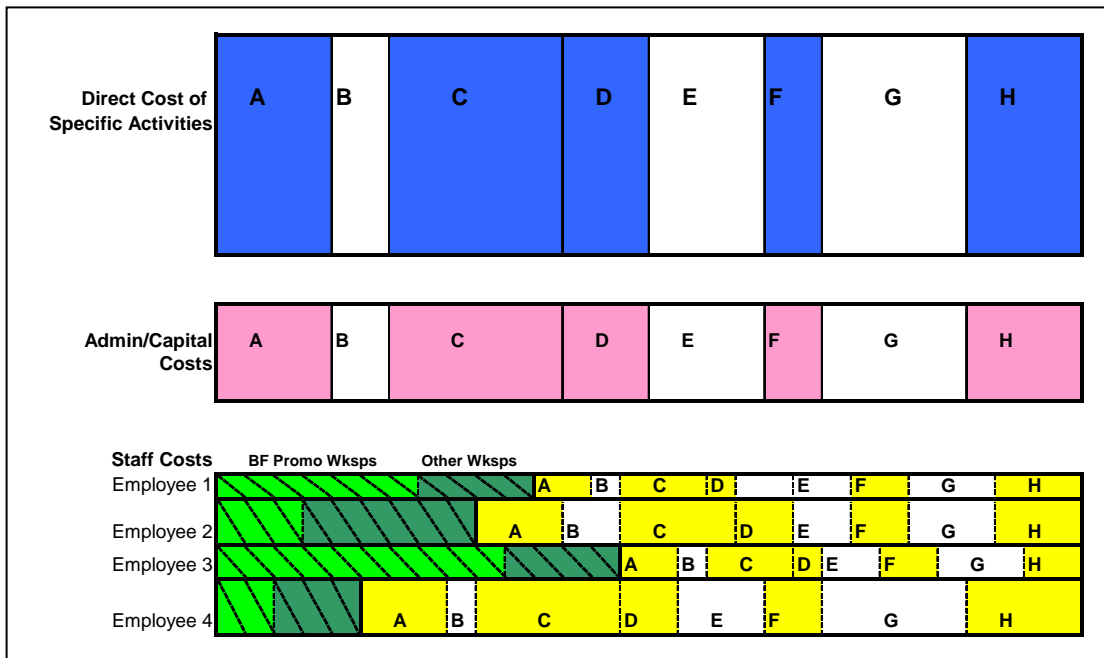 Direct Cost of
Specific Activities
A B C D E F G H
Admin/Capital
Costs
A B C D E F G H
Staff Costs BF Promo Wksps Other Wksps
Employee 1 A B C D E F G H
Employee 2 A B C D E F G H
Employee 3 A B C D E F G H
Employee 4 A B C D E F G H